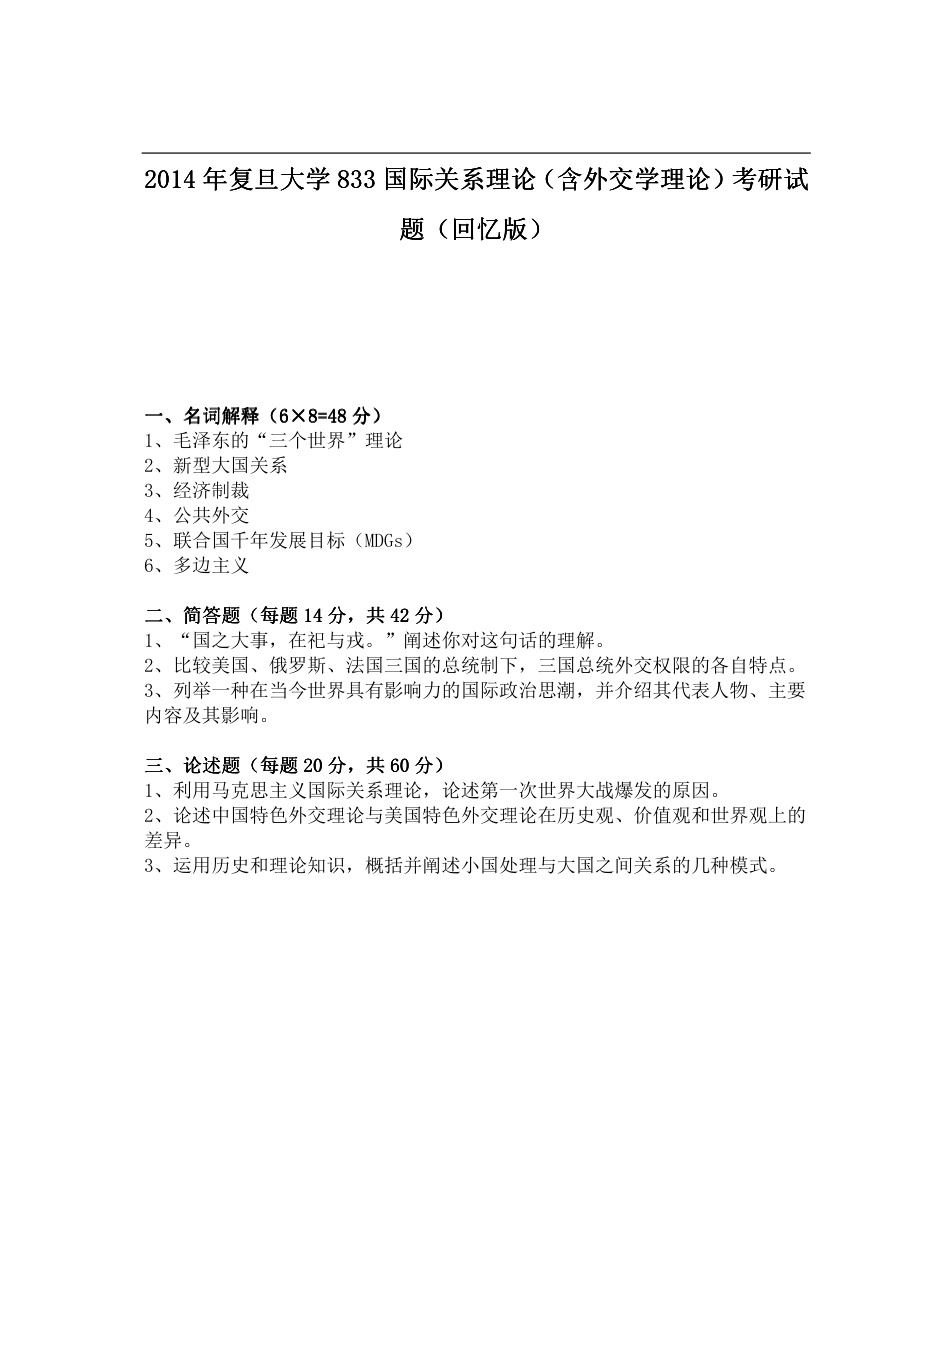 2014年复旦大学833国际关系理论（含外交学理论）考研试
题（回忆版）
一、名词解释（6×8=48分）
1、毛泽东的“三个世界”理论
2、新型大国关系
3、经济制裁
4、公共外交
5、联合国千年发展目标（MDGs）
6、多边主义
二、简答题（每题14分，共42分）
1、“国之大事，在祀与戎。”阐述你对这句话的理解。
2、比较美国、俄罗斯、法国三国的总统制下，三国总统外交权限的各自特点。
3、列举一种在当今世界具有影响力的国际政治思潮，并介绍其代表人物、主要
内容及其影响。
三、论述题（每题20分，共60分）
1、利用马克思主义国际关系理论，论述第一次世界大战爆发的原因。
2、论述中国特色外交理论与美国特色外交理论在历史观、价值观和世界观上的
差异。
3、运用历史和理论知识，概括并阐述小国处理与大国之间关系的几种模式。